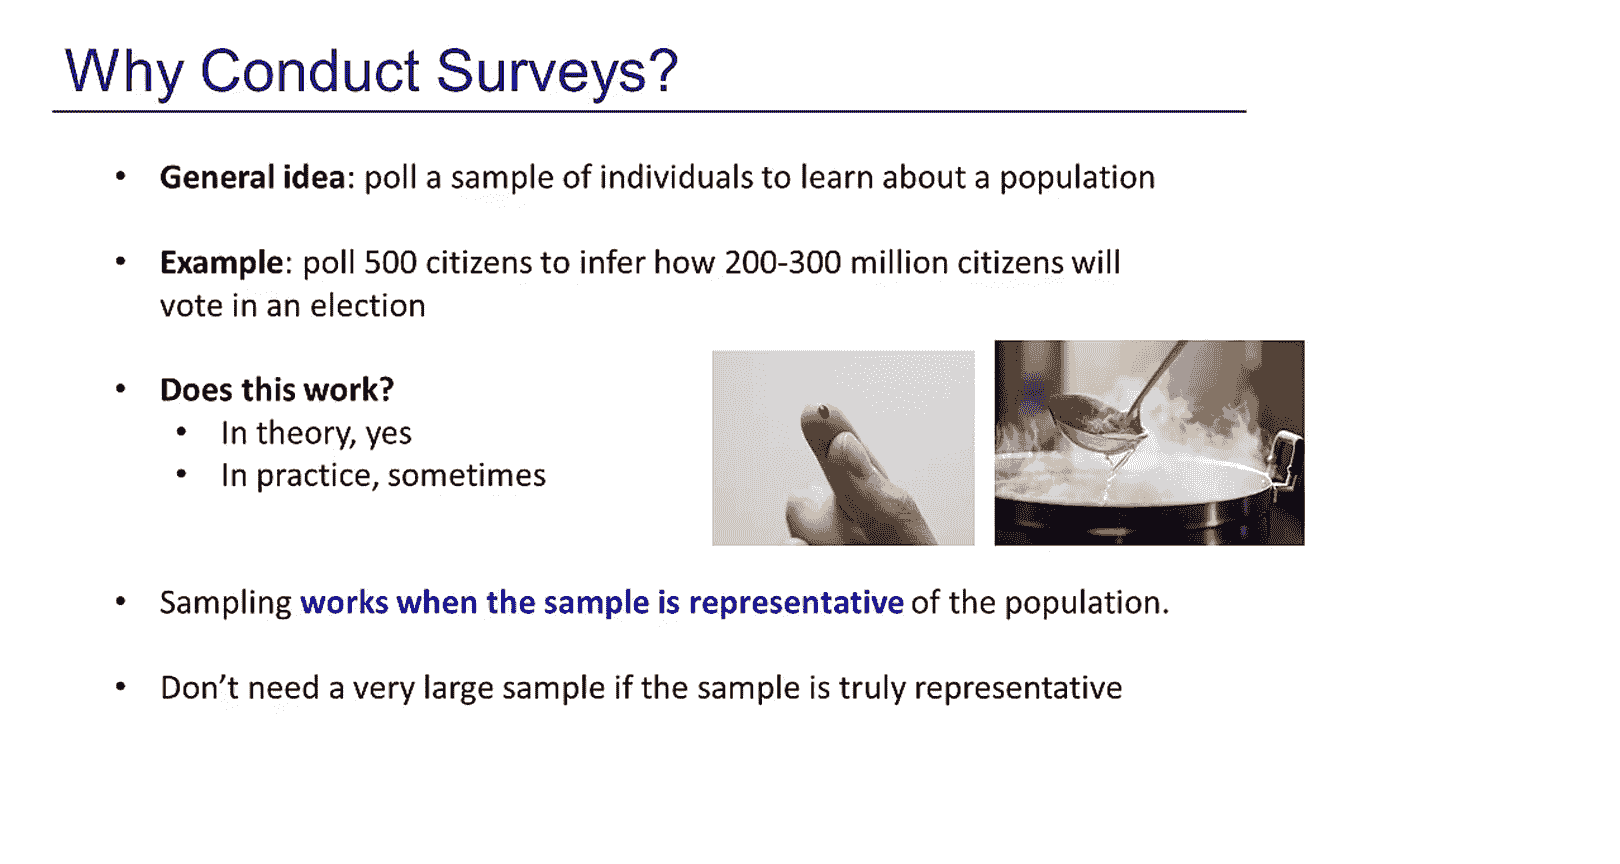 Why Conduct Surveys?
• General idea: poll a sample of individuals to learn about a population
• Example: poll 500 citizens to infer how 200-300 million citizens will
vote in an election
• Does this work?
• In theory, yes
• In practice, sometimes
• Sampling works when the sample is representative of the population.
• Don’t need a very large sample if the sample is truly representative